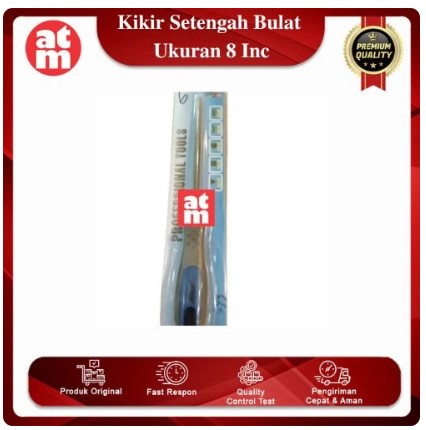 Kikir Setengah Bulat
Ukuran 8 Inc
atm
PREMIUM
QUALITY
6
PROFESSIONAL TOOLS
atm
Produk Original
Fast Respon
Quality
Control Test
Pengiriman
Cepat & Aman